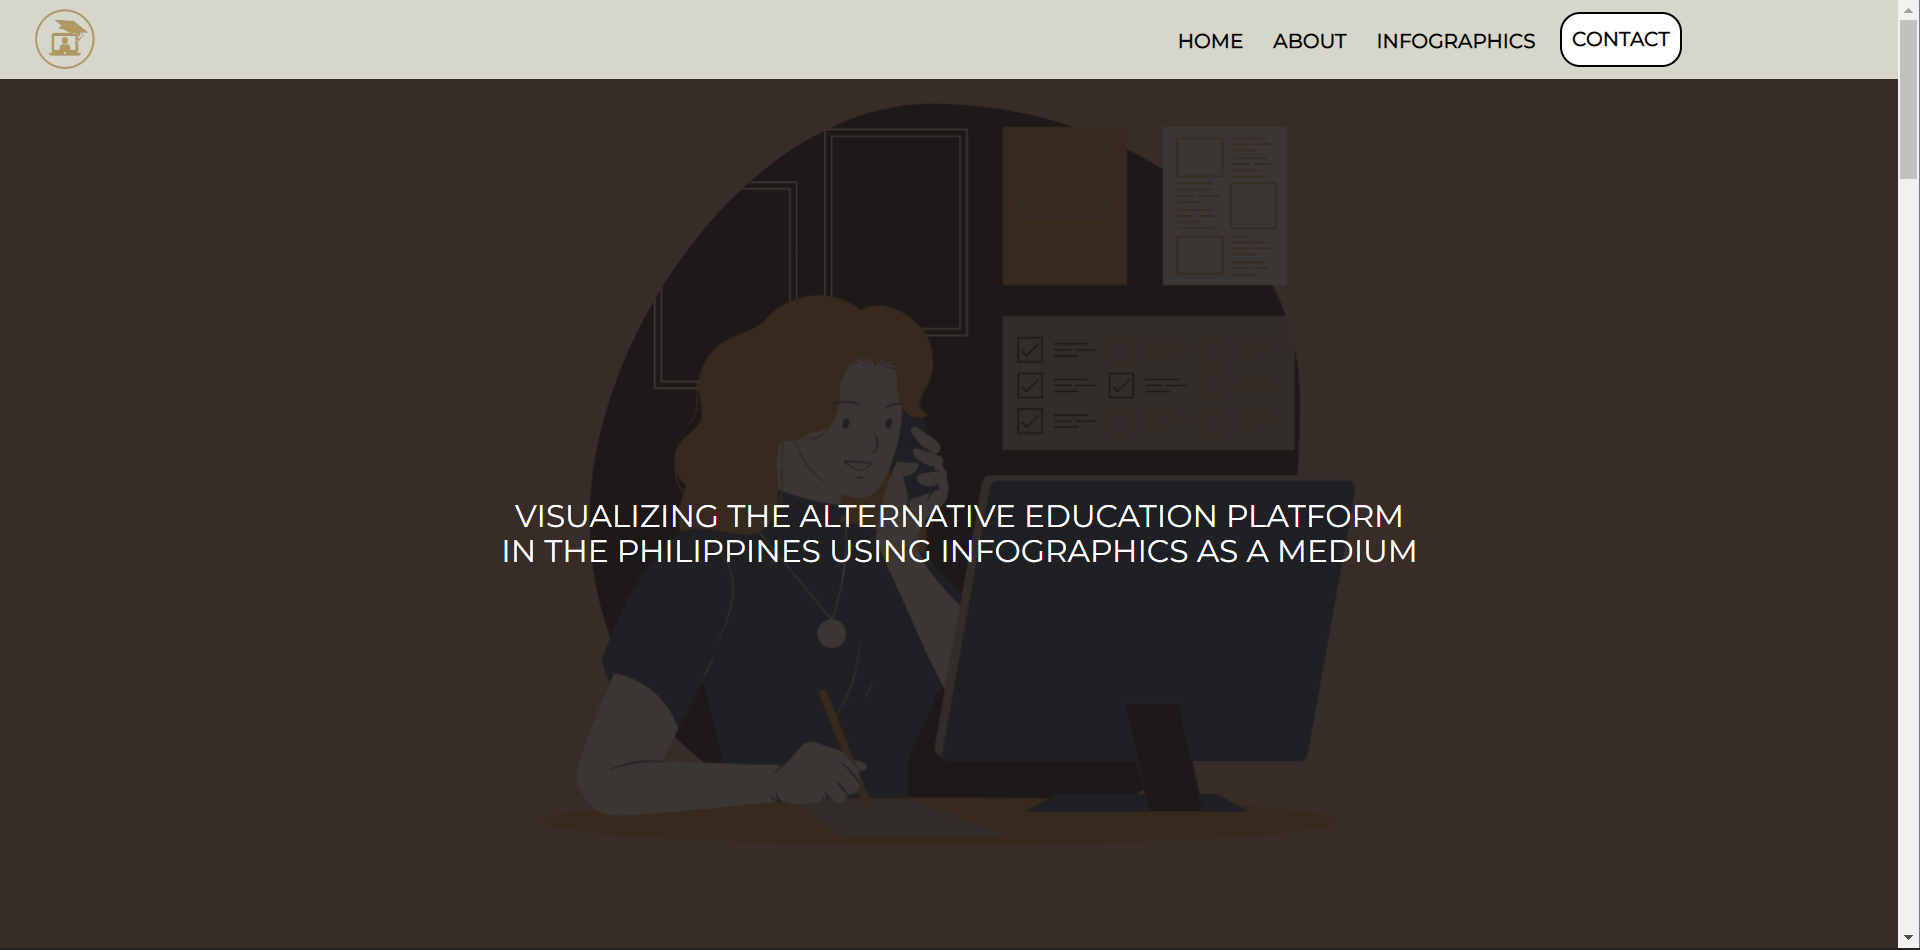 HOME ABOUT INFOGRAPHICS CONTACT
VISUALIZING THE ALTERNATIVE EDUCATION PLATFORM
IN THE PHILIPPINES USING INFOGRAPHICS AS A MEDIUM